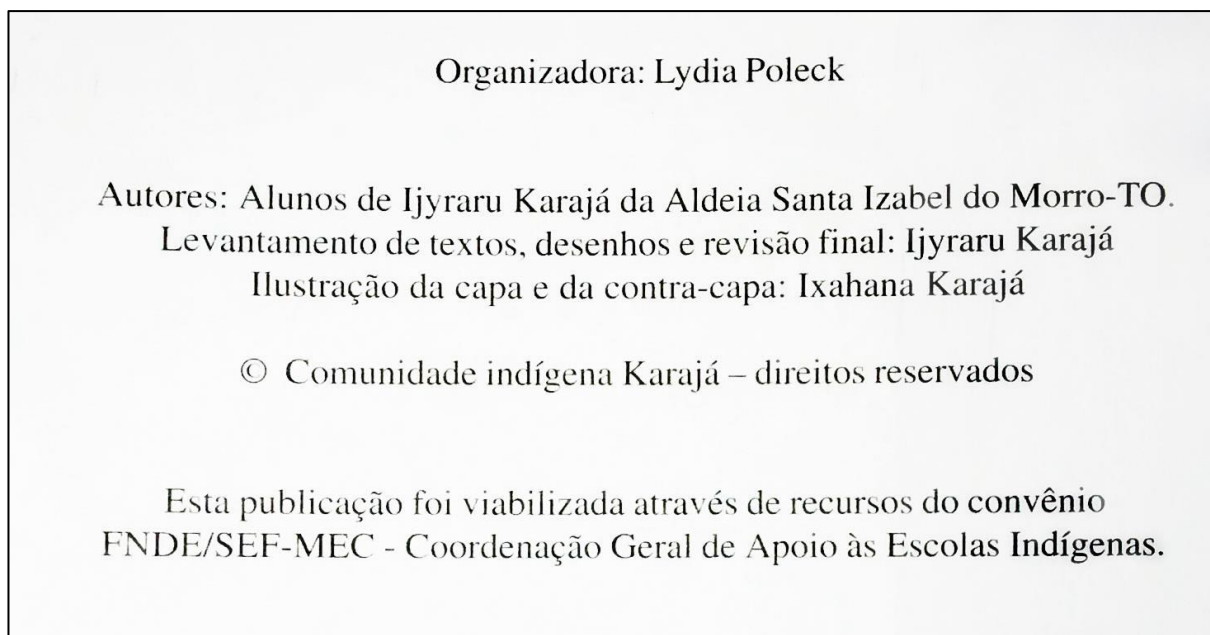 Organizadora: Lydia Poleck
Autores: Alunos de Ijyraru Karajá da Aldeia Santa Izabel do Morro-TO.
Levantamento de textos, desenhos e revisão final: Ijyraru Karajá
Ilustração da capa e da contra-capa: Ixahana Karajá
© Comunidade indígena Karajá – direitos reservados
Esta publicação foi viabilizada através de recursos do convênio
FNDE/SEF-MEC - Coordenação Geral de Apoio às Escolas Indígenas.